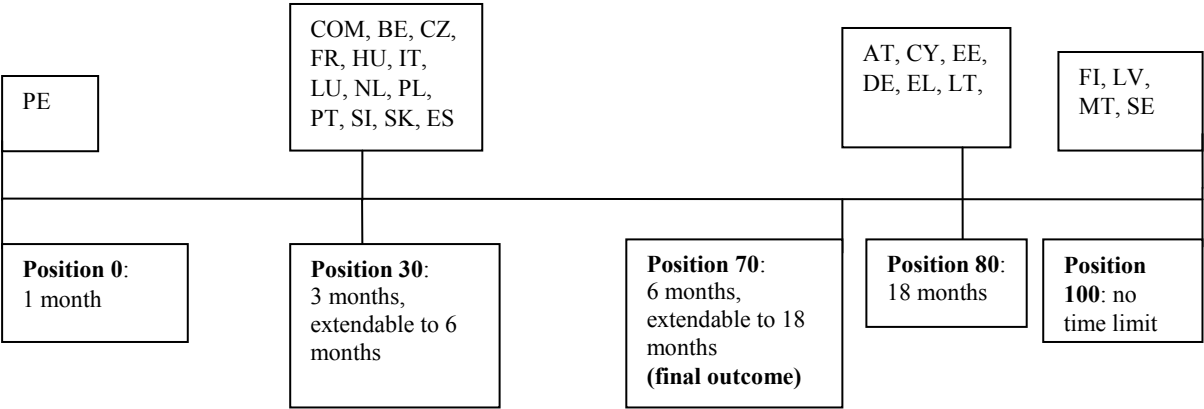 PE
COM, BE, CZ,
FR, HU, IT,
LU, NL, PL,
PT, SI, SK, ES
AT, CY, EE,
DE, EL, LT,
FI, LV,
MT, SE
Position 0:
1 month
Position 30:
3 months,
extendable to 6
months
Position 70:
6 months,
extendable to 18
months
(final outcome)
Position 80:
18 months
Position
100: no
time limit